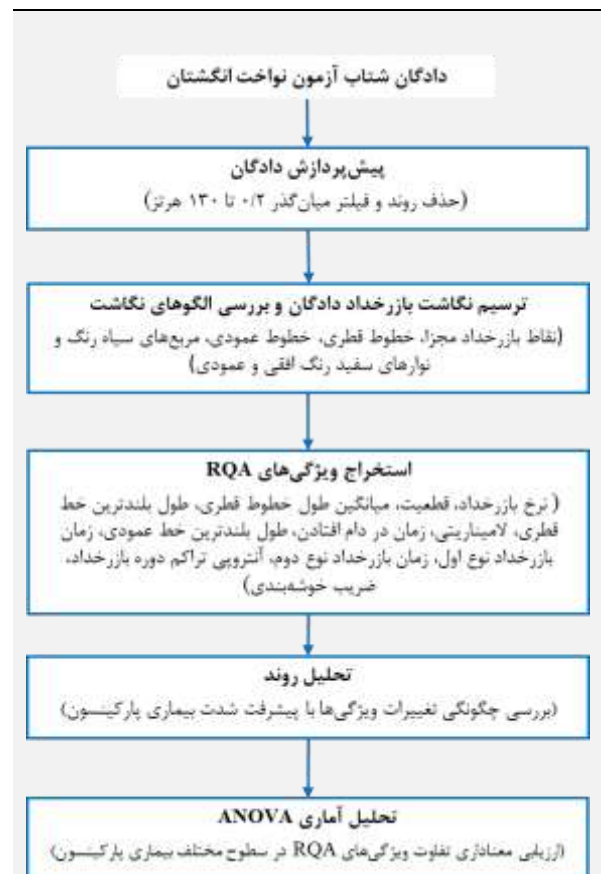 دادگان شتاب آزمون نواخت انگشتان
پیش‌پردازش دادگان
(حذف روند و فیلتر میان‌گذر ۰/۲ تا ۱۳۰ هرتز)
ترسیم نگاشت بازرخداد دادگان و بررسی الگوهای نگاشت
(نقاط بازرخداد مجزا، خطوط قطری، خطوط عمودی، مربع‌های سیاه رنگ و
نوارهای سفید رنگ افقی و عمودی)
استخراج ویژگی‌های RQA
( نرخ بازرخداد، قطعیت، میانگین طول خطوط قطری، طول بلندترین خط
قطری، لامیناریتی، زمان در دام افتادن، طول بلندترین خط عمودی، زمان
بازرخداد نوع اول، زمان بازرخداد نوع دوم، آنتروپی تراکم دوره بازرخداد،
ضریب خوشه‌بندی)
تحلیل روند
(بررسی چگونگی تغییرات ویژگی‌ها با پیشرفت شدت بیماری پارکینسون)
تحلیل آماری ANOVA
(ارزیابی معناداری تفاوت ویژگی‌های RQA در سطوح مختلف بیماری پارکینسون)